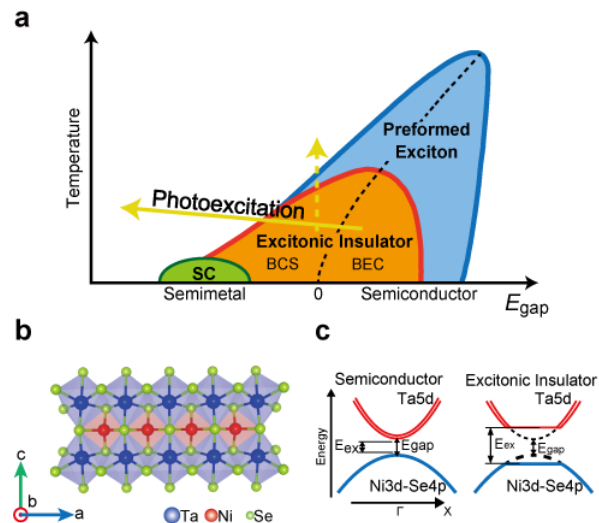 a
Temperature
Preformed
Exciton
Photoexcitation
Excitonic Insulator
SC
BCS
BEC
Semimetal
0
Semiconductor
E_gap
b
c
b
a
Ta
Ni
Se
c
Semiconductor
Excitonic Insulator
Ta5d
Ta5d
Energy
Eex
Egap
Eex
Egap
Ni3d-Se4p
Ni3d-Se4p
Γ
X